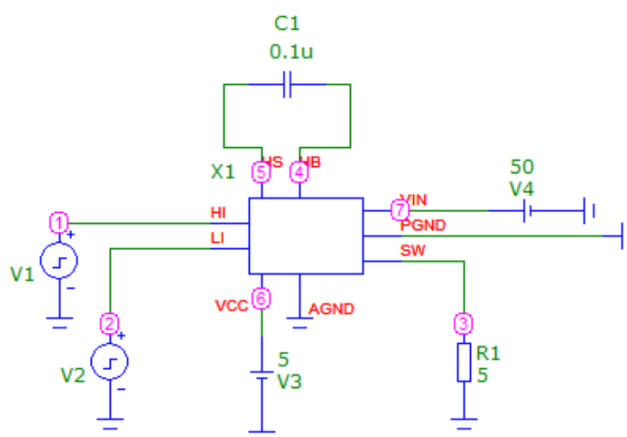 C1
0.1u
X1
HS
HB
5
4
50
V4
VIN
7
PGND
SW
HI
LI
1
+
V1
-
2
+
V2
-
VCC
6
AGND
5
V3
3
R1
5